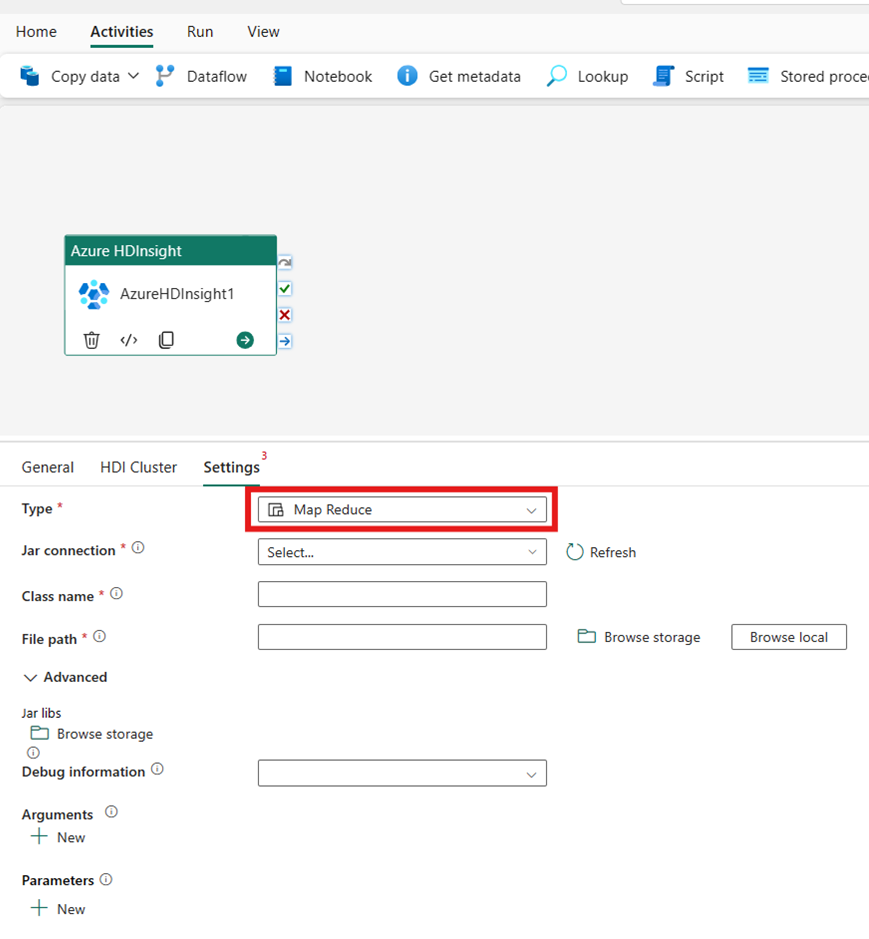 Home Activities Run View
Copy data Dataflow Notebook Get metadata Lookup Script Stored proce
Azure HDInsight
AzureHDInsight1
General HDI Cluster Settings 3
Type * Map Reduce
Jar connection * Select... Refresh
Class name *
File path * Browse storage Browse local
Advanced
Jar libs
Browse storage
Debug information
Arguments
New
Parameters
New